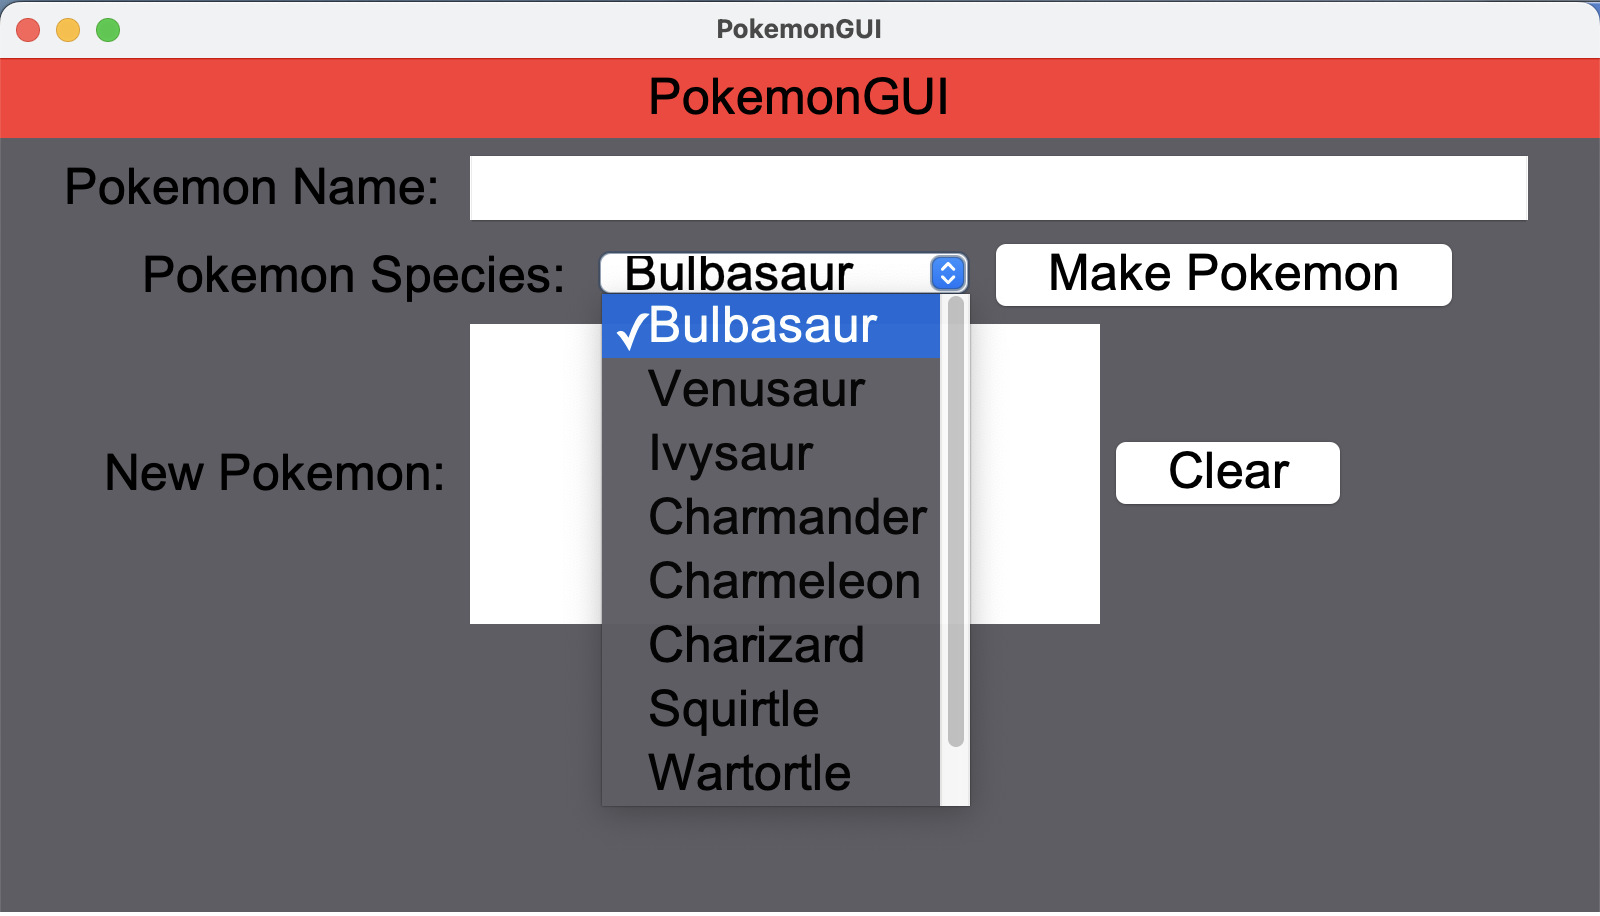 PokemonGUI
PokemonGUI
Pokemon Name:
Pokemon Species: Bulbasaur Make Pokemon
✓Bulbasaur
Venusaur
Ivysaur
Charmander
Charmeleon
Charizard
Squirtle
Wartortle
New Pokemon:
Clear